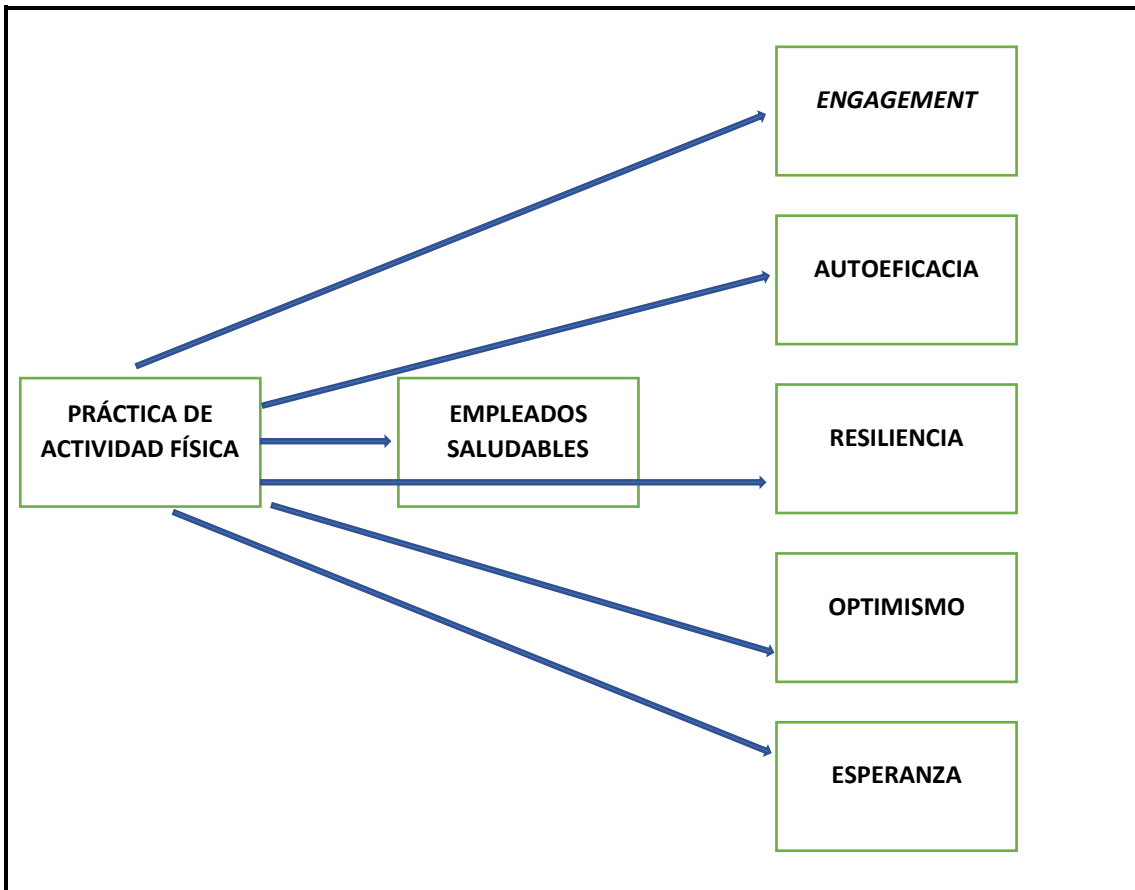 ENGAGEMENT
AUTOEFICACIA
PRÁCTICA DE
ACTIVIDAD FÍSICA
EMPLEADOS
SALUDABLES
RESILIENCIA
OPTIMISMO
ESPERANZA